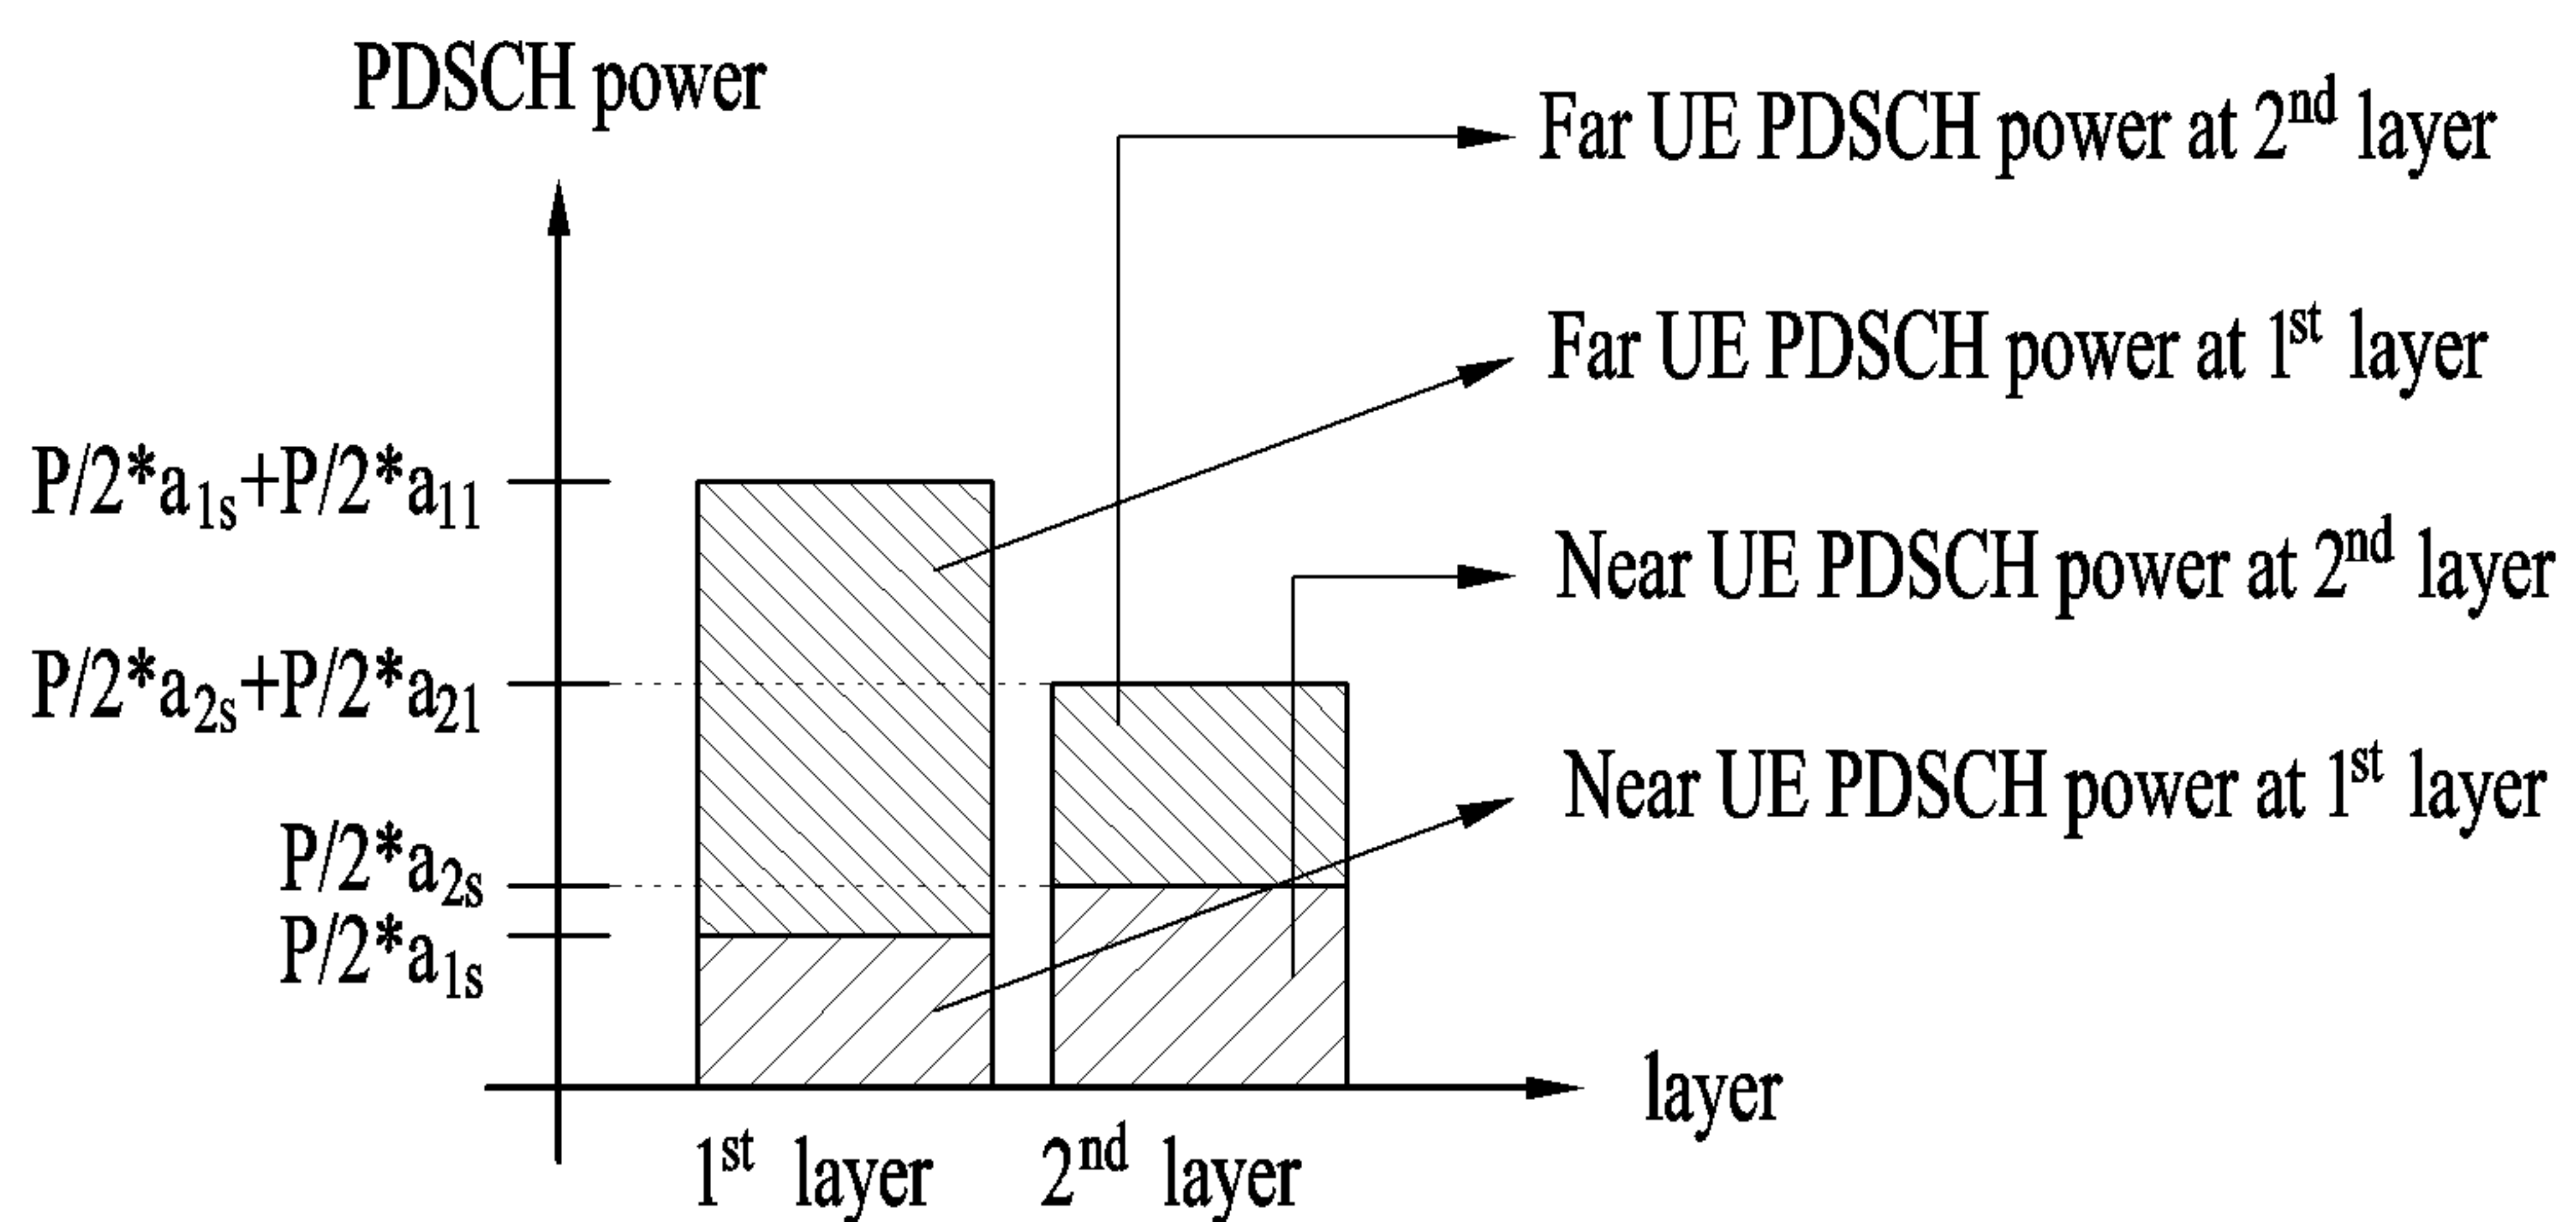 PDSCH power
Far UE PDSCH power at 2nd layer
Far UE PDSCH power at 1st layer
P/2*a1s+P/2*a11
Near UE PDSCH power at 2nd layer
P/2*a2s+P/2*a21
Near UE PDSCH power at 1st layer
P/2*a2s
P/2*a1s
layer
1st layer
2nd layer